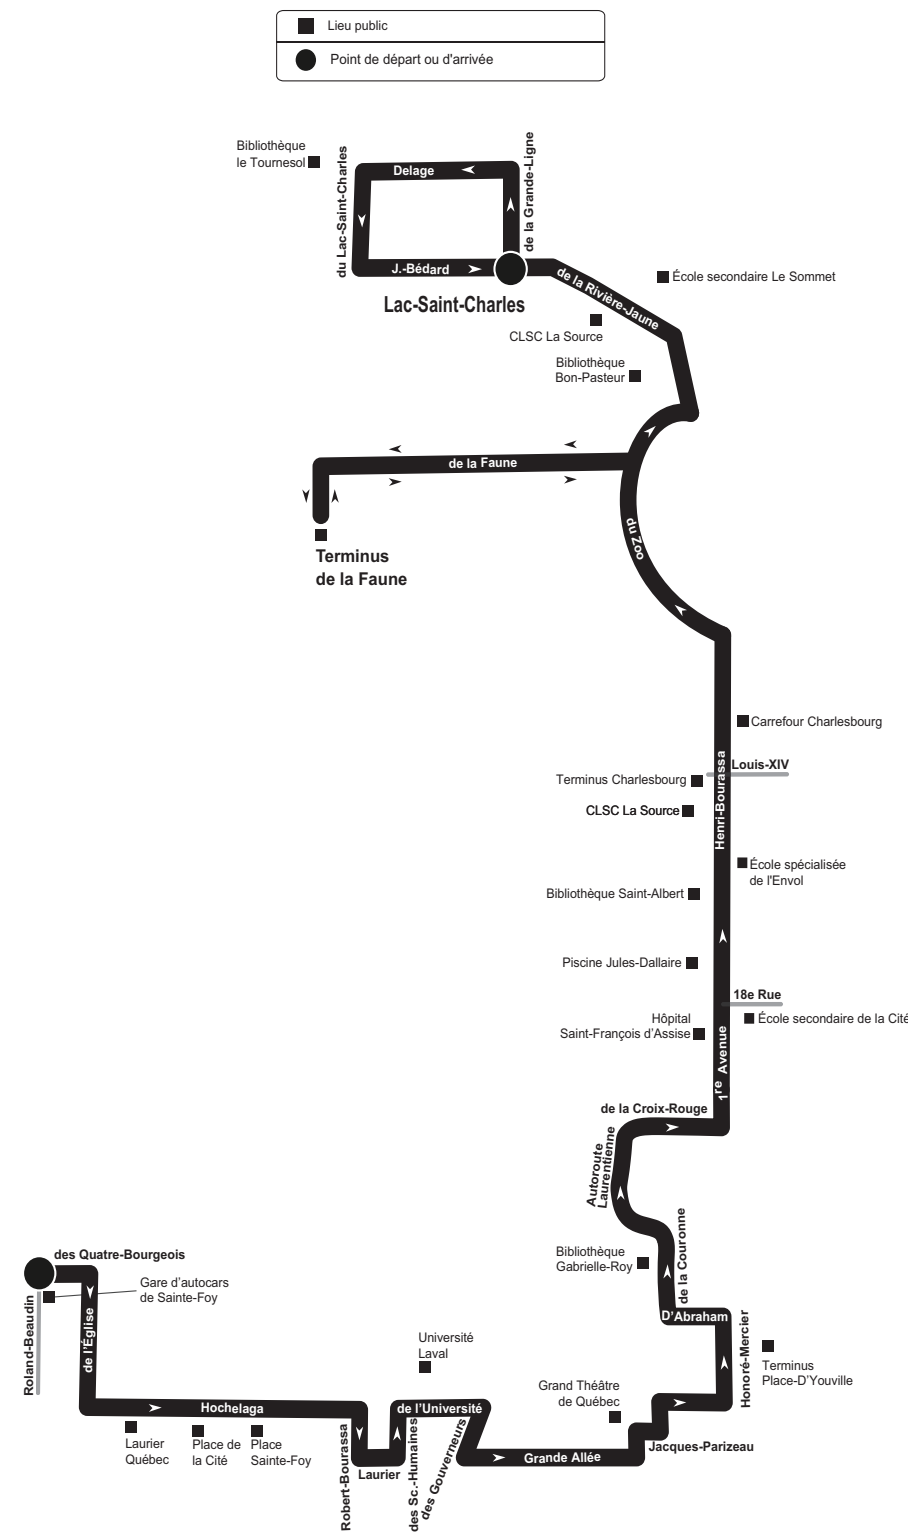 Lieu public
Point de départ ou d'arrivée
Bibliothèque
le Tournesol
du Lac-Saint-Charles
Delage
de la Grande-Ligne
J.-Bédard
Lac-Saint-Charles
de la Rivière-Jaune
École secondaire Le Sommet
CLSC La Source
Bibliothèque
Bon-Pasteur
de la Faune
du Zoo
Terminus
de la Faune
Carrefour Charlesbourg
Louis-XIV
Henri-Bourassa
Terminus Charlesbourg
CLSC La Source
École spécialisée
de l'Envol
Bibliothèque Saint-Albert
Piscine Jules-Dallaire
18e Rue
Hôpital
Saint-François d'Assise
École secondaire de la Cité
1re Avenue
de la Croix-Rouge
Autoroute
Laurentienne
de la Couronne
Bibliothèque
Gabrielle-Roy
D'Abraham
Honoré-Mercier
des Quatre-Bourgeois
Gare d'autocars
de Sainte-Foy
Roland-Beaudin
de l'Église
Université
Laval
Terminus
Place-D'Youville
Grand Théâtre
de Québec
Hochelaga
de l'Université
Laurier
Québec
Place de
la Cité
Place
Sainte-Foy
Robert-Bourassa
Laurier
des Sc.-Humaines
des Gouverneurs
Grande Allée
Jacques-Parizeau